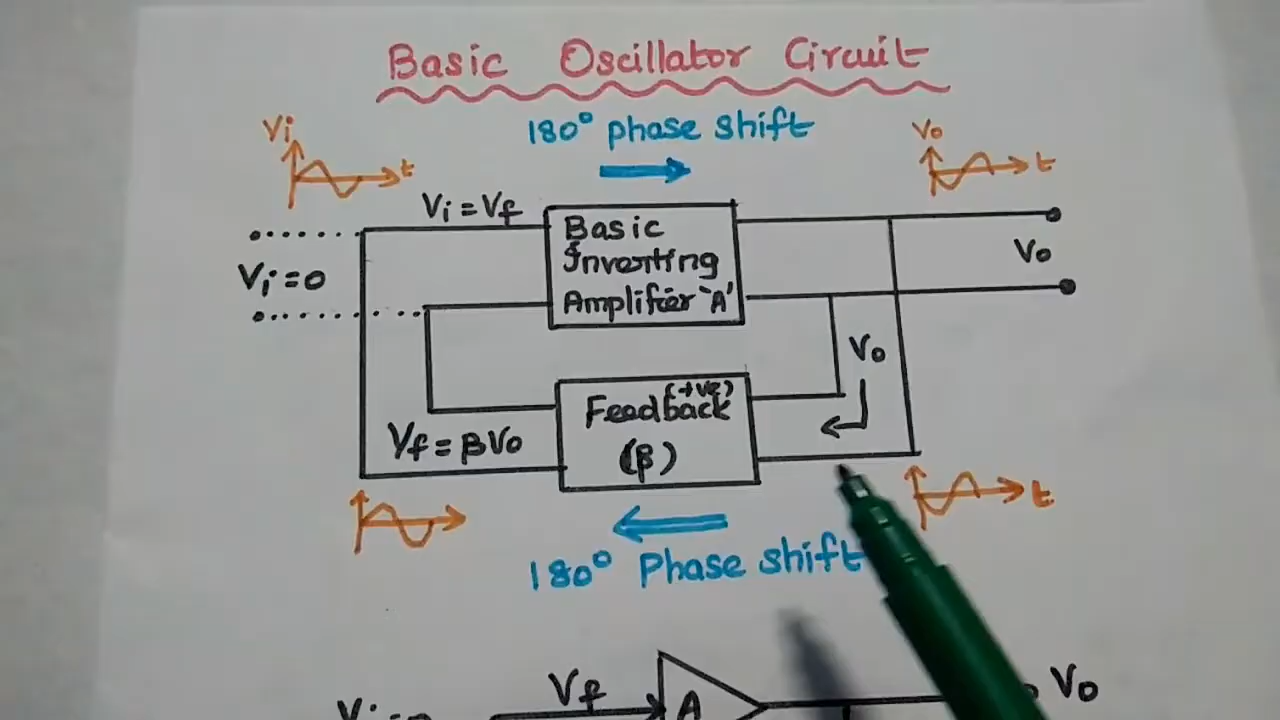 Basic Oscillator Circuit
180° phase shift
Vi
t
Vo
t
Vi = Vf
Vi = 0
Basic
Inverting
Amplifier 'A'
Vo
Vo
Feedback (+ve)
(β)
Vf = βVo
t
180° Phase shift
Vf
A
Vo